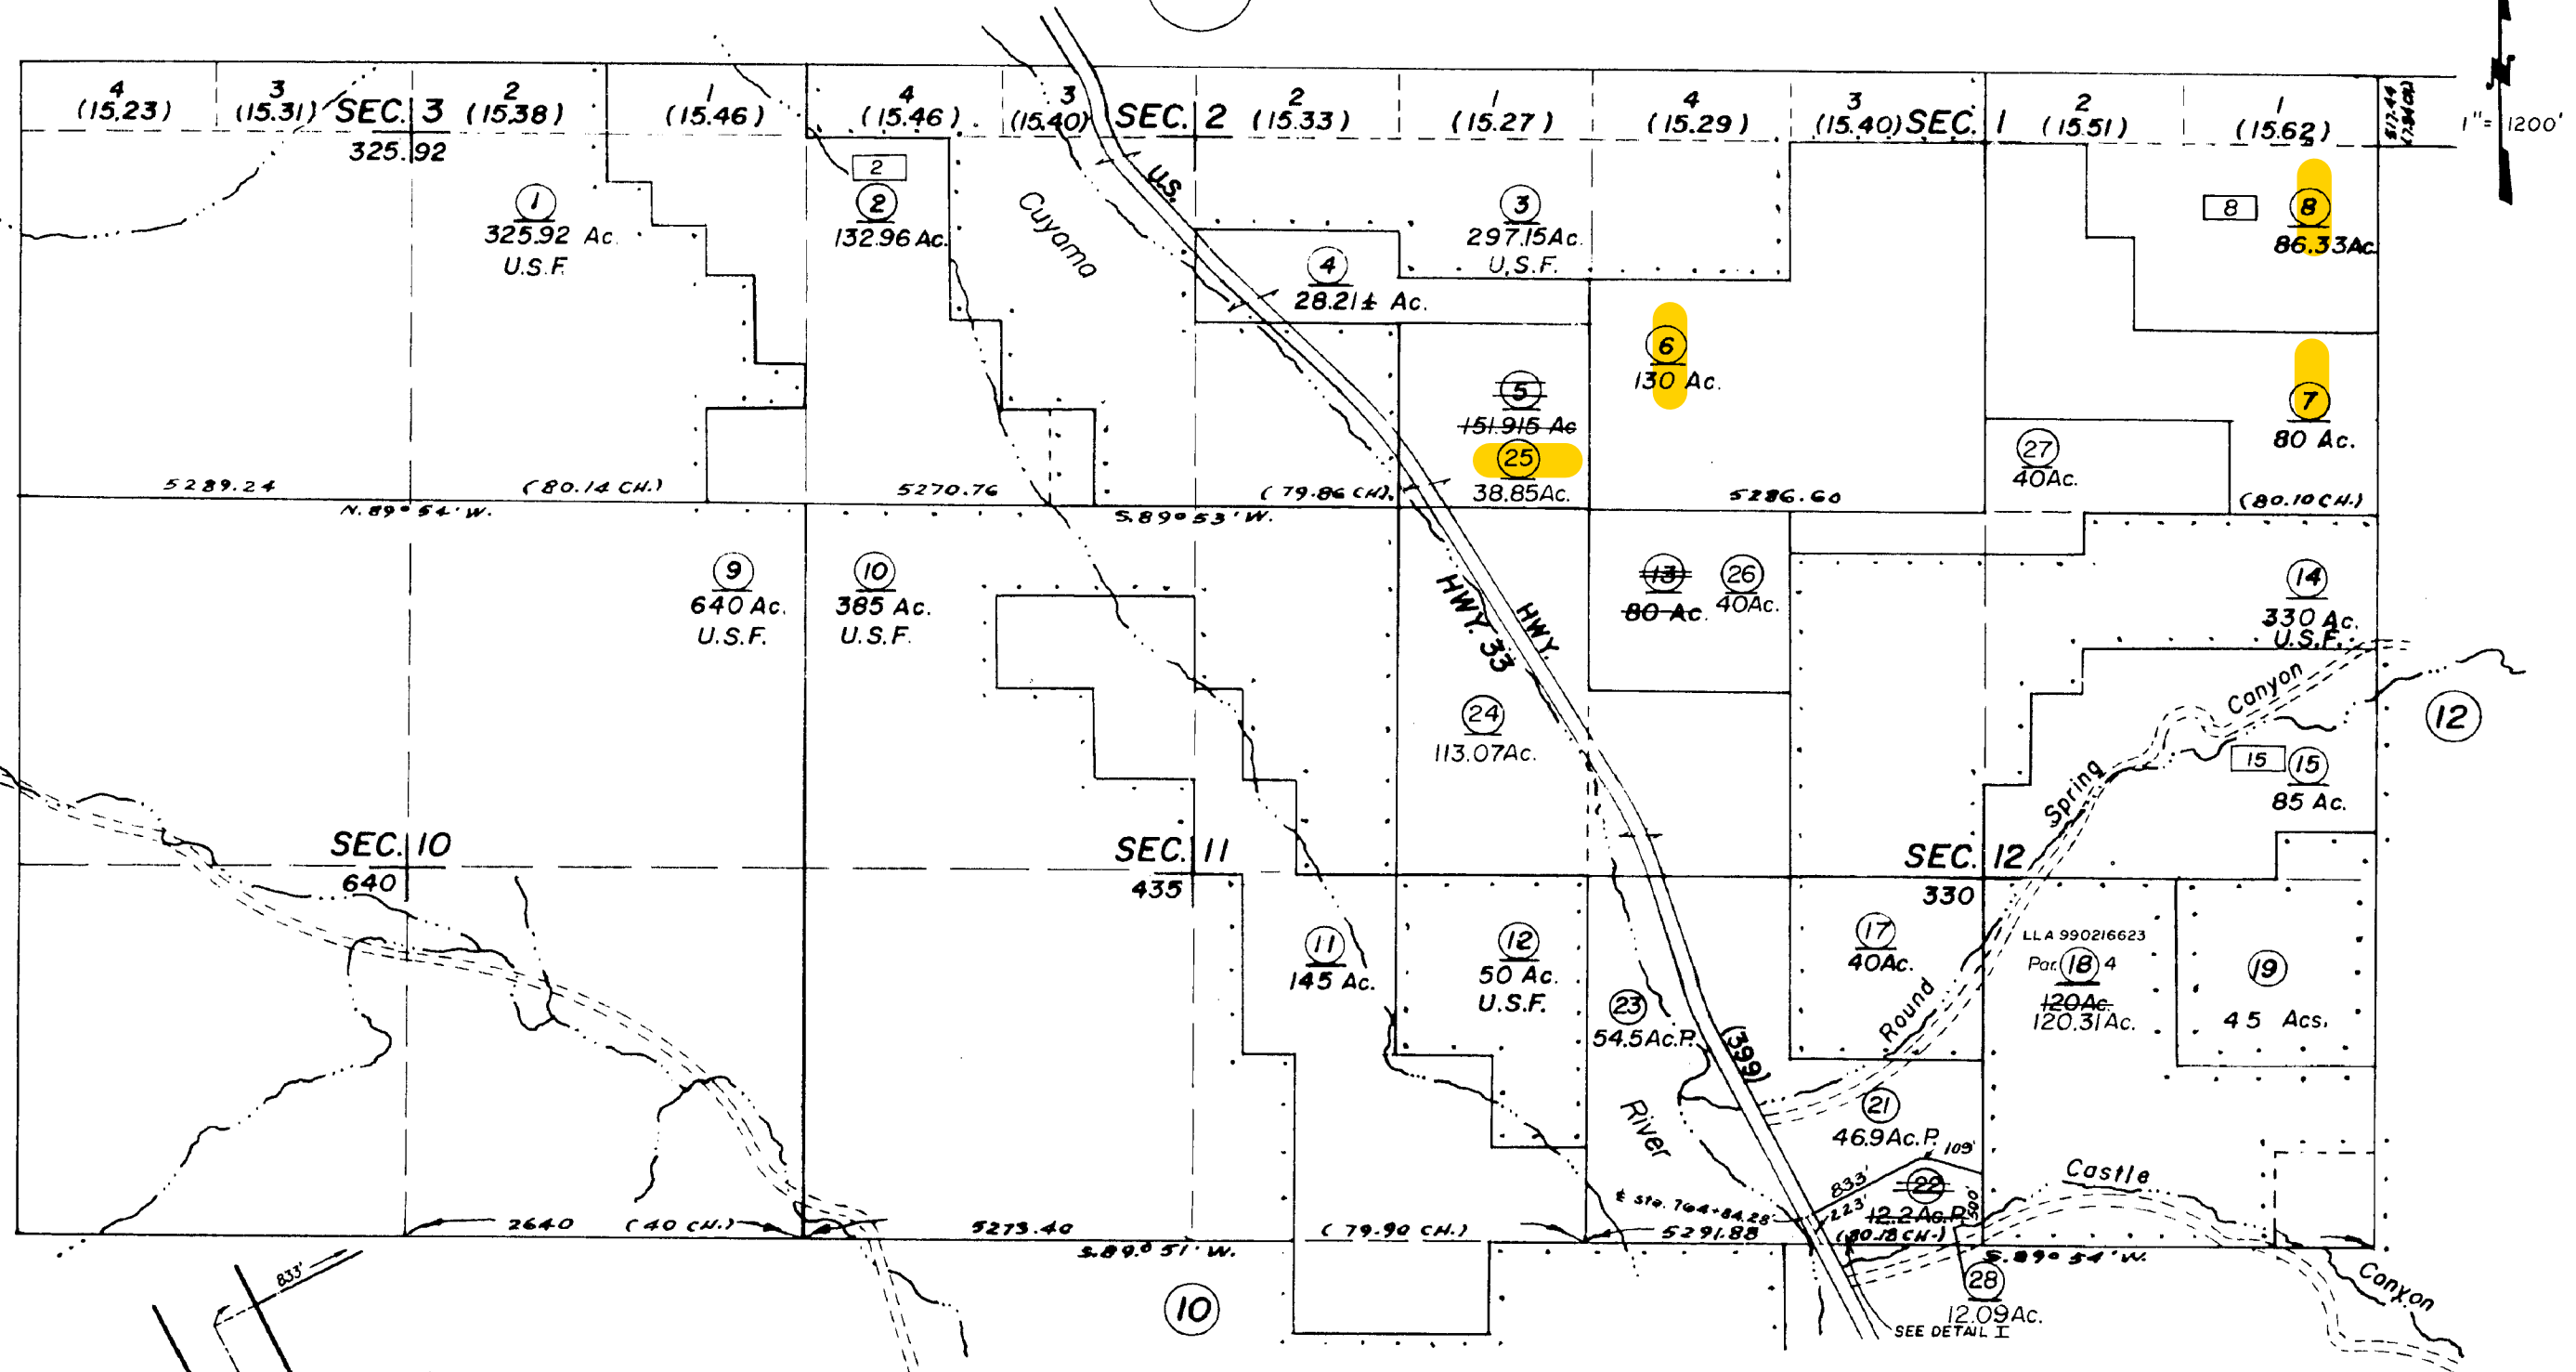 4
(15.23)
3
(15.31)
SEC. 3
2
(15.38)
1
(15.46)
4
(15.46)
3
(15.40)
SEC. 2
2
(15.33)
1
(15.27)
4
(15.29)
3
(15.40)
SEC. 1
2
(15.51)
1
(15.62)
517.44
1" = 1200'
325.92
1
325.92 Ac.
U.S.F.
2
2
132.96 Ac.
Cuyama
U.S.
3
297.15 Ac.
U.S.F.
4
28.21± Ac.
8
8
86.33 Ac.
6
130 Ac.
5
151.915 Ac
25
38.85 Ac.
7
80 Ac.
27
40 Ac.
5289.24
(80.14 CH.)
N. 89° 54' W.
5270.76
(79.86 CH.)
S. 89° 53' W.
5286.60
(80.10 CH.)
9
640 Ac.
U.S.F.
10
385 Ac.
U.S.F.
HWY. 33
HWY.
13
80 Ac.
26
40 Ac.
14
330 Ac.
U.S.F.
24
113.07 Ac.
Canyon
12
Spring
15
15
85 Ac.
SEC. 10
640
SEC. 11
435
SEC. 12
330
11
145 Ac.
12
50 Ac.
U.S.F.
17
40 Ac.
LLA 990216623
Par. 18 4
120 Ac.
120.31 Ac.
19
45 Acs.
23
54.5 Ac.P.
Round
(399)
River
21
46.9 Ac.P.
109'
833'
22
12.2 Ac.P.
500
223'
Castle
℄ Sta. 764+84.28
2640
(40 CH.)
5273.40
(79.90 CH.)
5291.88
(80.18 CH.)
S. 89° 51' W.
S. 89° 54' W.
28
12.09 Ac.
SEE DETAIL I
Canyon
833'
10